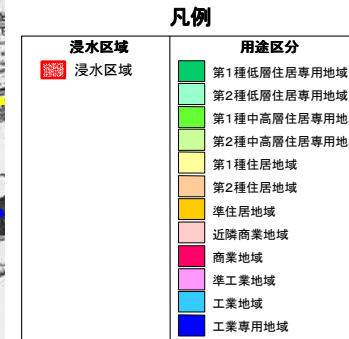 凡例
浸水区域
浸水区域
用途区分
第1種低層住居専用地域
第2種低層住居専用地域
第1種中高層住居専用地
第2種中高層住居専用地
第1種住居地域
第2種住居地域
準住居地域
近隣商業地域
商業地域
準工業地域
工業地域
工業専用地域